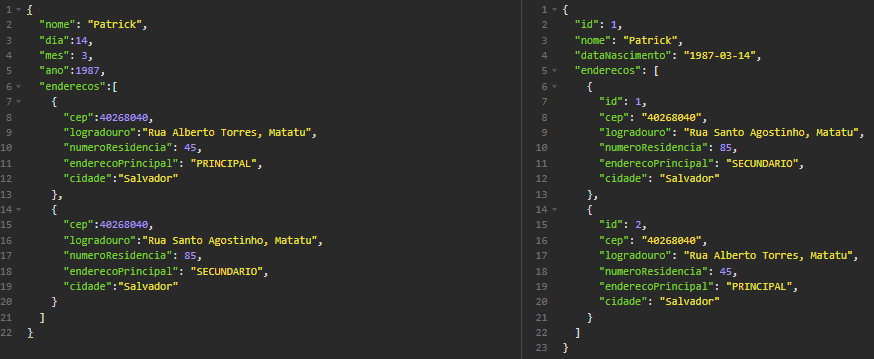 1 {
2 "nome": "Patrick",
3 "dia":14,
4 "mes": 3,
5 "ano":1987,
6 "enderecos":[
7 {
8 "cep":40268040,
9 "logradouro":"Rua Alberto Torres, Matatu",
10 "numeroResidencia": 45,
11 "enderecoPrincipal": "PRINCIPAL",
12 "cidade":"Salvador"
13 },
14 {
15 "cep":40268040,
16 "logradouro":"Rua Santo Agostinho, Matatu",
17 "numeroResidencia": 85,
18 "enderecoPrincipal": "SECUNDARIO",
19 "cidade":"Salvador"
20 }
21 ]
22 }
1 {
2 "id": 1,
3 "nome": "Patrick",
4 "dataNascimento": "1987-03-14",
5 "enderecos": [
6 {
7 "id": 1,
8 "cep": "40268040",
9 "logradouro": "Rua Santo Agostinho, Matatu",
10 "numeroResidencia": 85,
11 "enderecoPrincipal": "SECUNDARIO",
12 "cidade": "Salvador"
13 },
14 {
15 "id": 2,
16 "cep": "40268040",
17 "logradouro": "Rua Alberto Torres, Matatu",
18 "numeroResidencia": 45,
19 "enderecoPrincipal": "PRINCIPAL",
20 "cidade": "Salvador"
21 }
22 ]
23 }